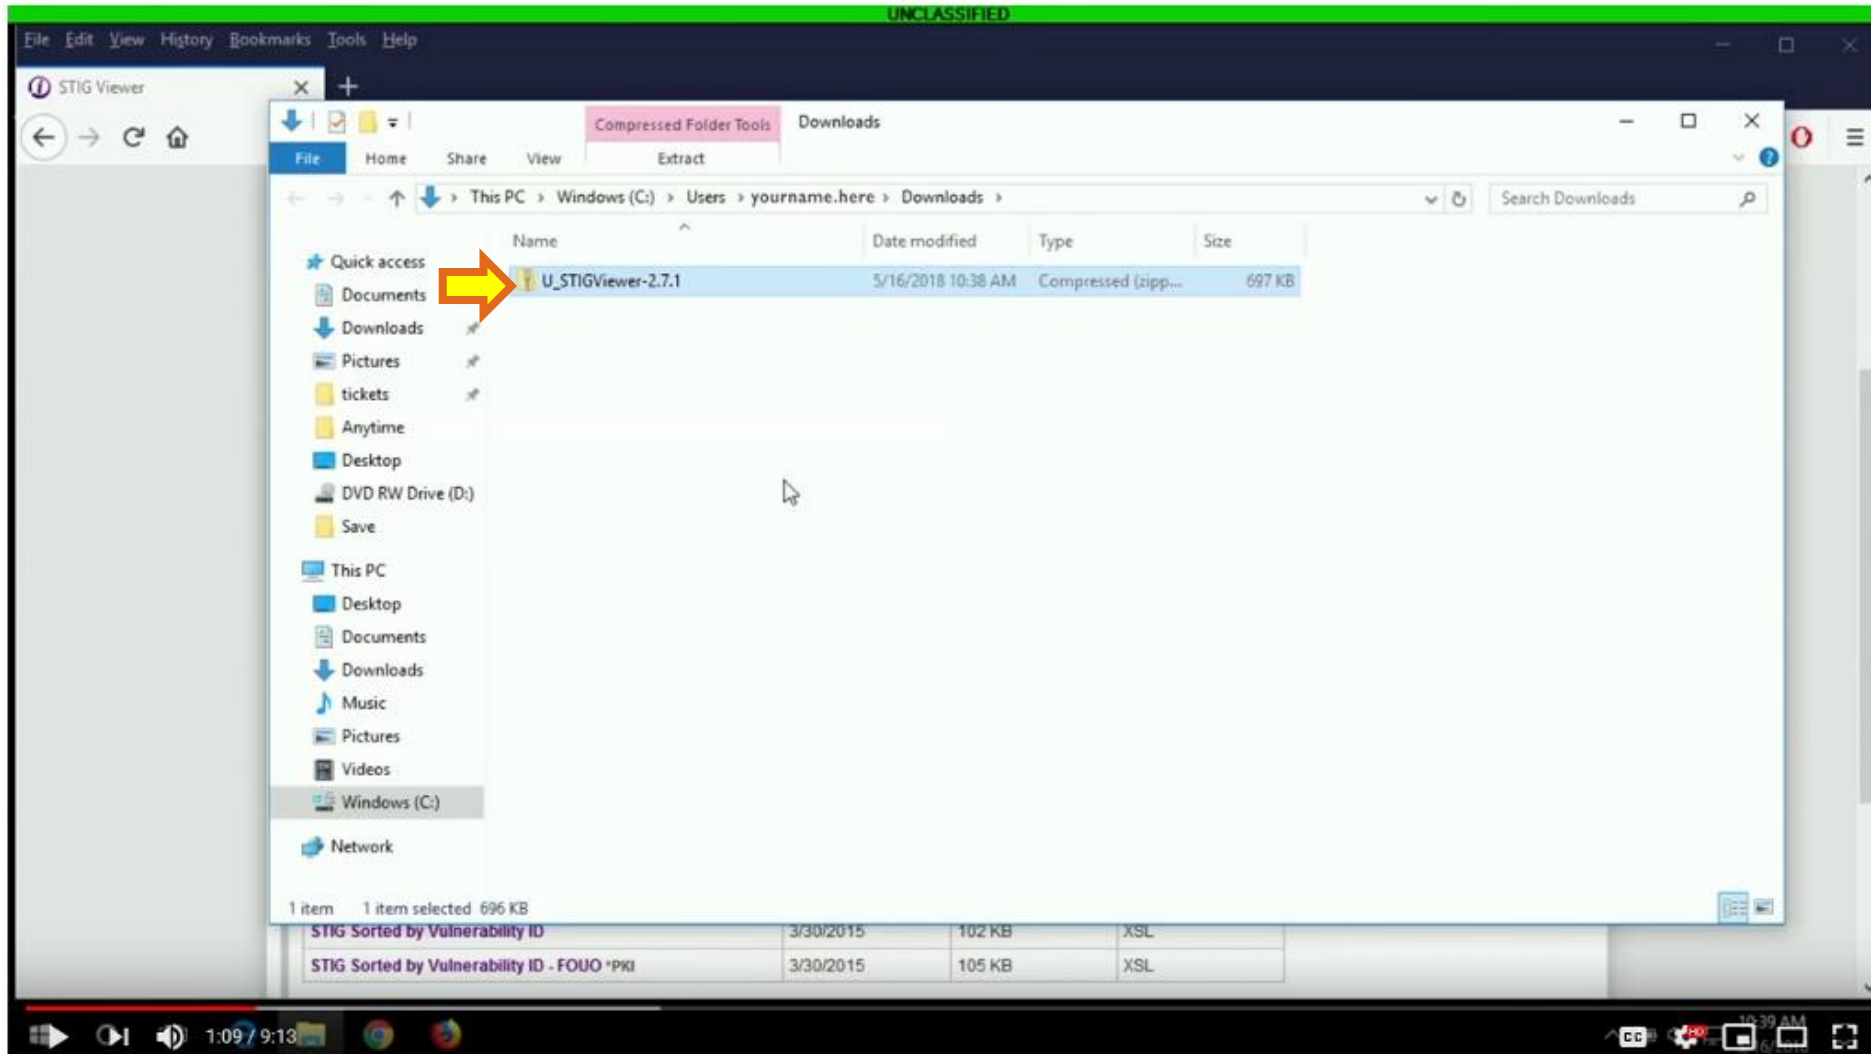 UNCLASSIFIED
File Edit View History Bookmarks Tools Help
STIG Viewer
Compressed Folder Tools Downloads
File Home Share View Extract
This PC > Windows (C:) > Users > yourname.here > Downloads >
Search Downloads
Name Date modified Type Size
U_STIGViewer-2.7.1 5/16/2018 10:38 AM Compressed (zipp... 697 KB
Quick access
Documents
Downloads
Pictures
tickets
Anytime
Desktop
DVD RW Drive (D:)
Save
This PC
Desktop
Documents
Downloads
Music
Pictures
Videos
Windows (C:)
Network
1 item 1 item selected 696 KB
STIG Sorted by Vulnerability ID 3/30/2015 102 KB XSL
STIG Sorted by Vulnerability ID - FOUO *PKI 3/30/2015 105 KB XSL
1:09 / 9:13
CC
HD
10:39 AM